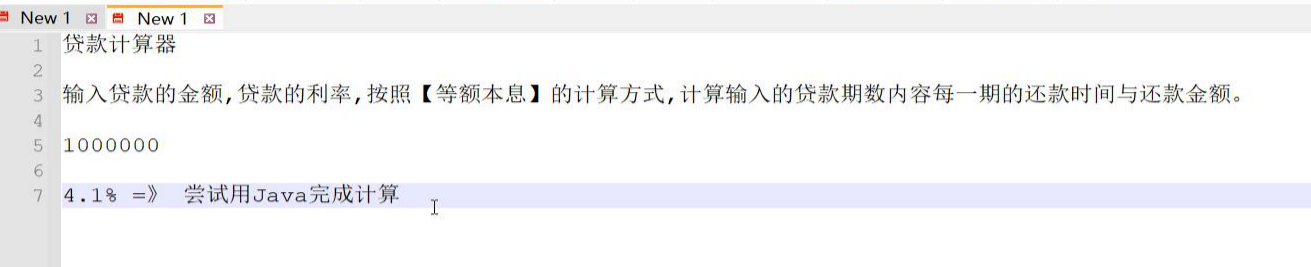 New 1 New 1
1 贷款计算器
2
3 输入贷款的金额,贷款的利率,按照【等额本息】的计算方式,计算输入的贷款期数内容每一期的还款时间与还款金额。
4
5 1000000
6
7 4.1% =》 尝试用Java完成计算